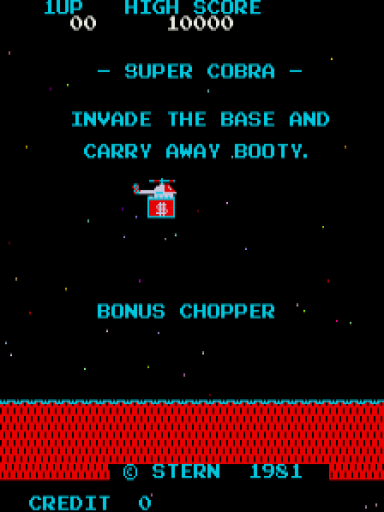 1UP HIGH SCORE
00 10000
- SUPER COBRA -
INVADE THE BASE AND
CARRY AWAY BOOTY.
$
BONUS CHOPPER
© STERN 1981
CREDIT 0